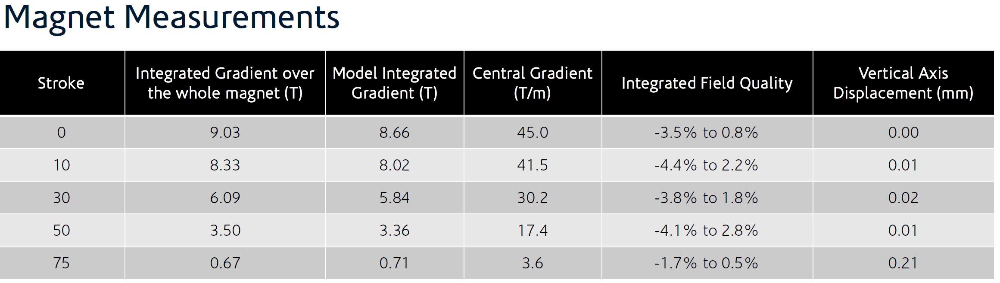 Magnet Measurements
Stroke
Integrated Gradient over
the whole magnet (T)
Model Integrated
Gradient (T)
Central Gradient
(T/m)
Integrated Field Quality
Vertical Axis
Displacement (mm)
0 9.03 8.66 45.0 -3.5% to 0.8% 0.00
10 8.33 8.02 41.5 -4.4% to 2.2% 0.01
30 6.09 5.84 30.2 -3.8% to 1.8% 0.02
50 3.50 3.36 17.4 -4.1% to 2.8% 0.01
75 0.67 0.71 3.6 -1.7% to 0.5% 0.21